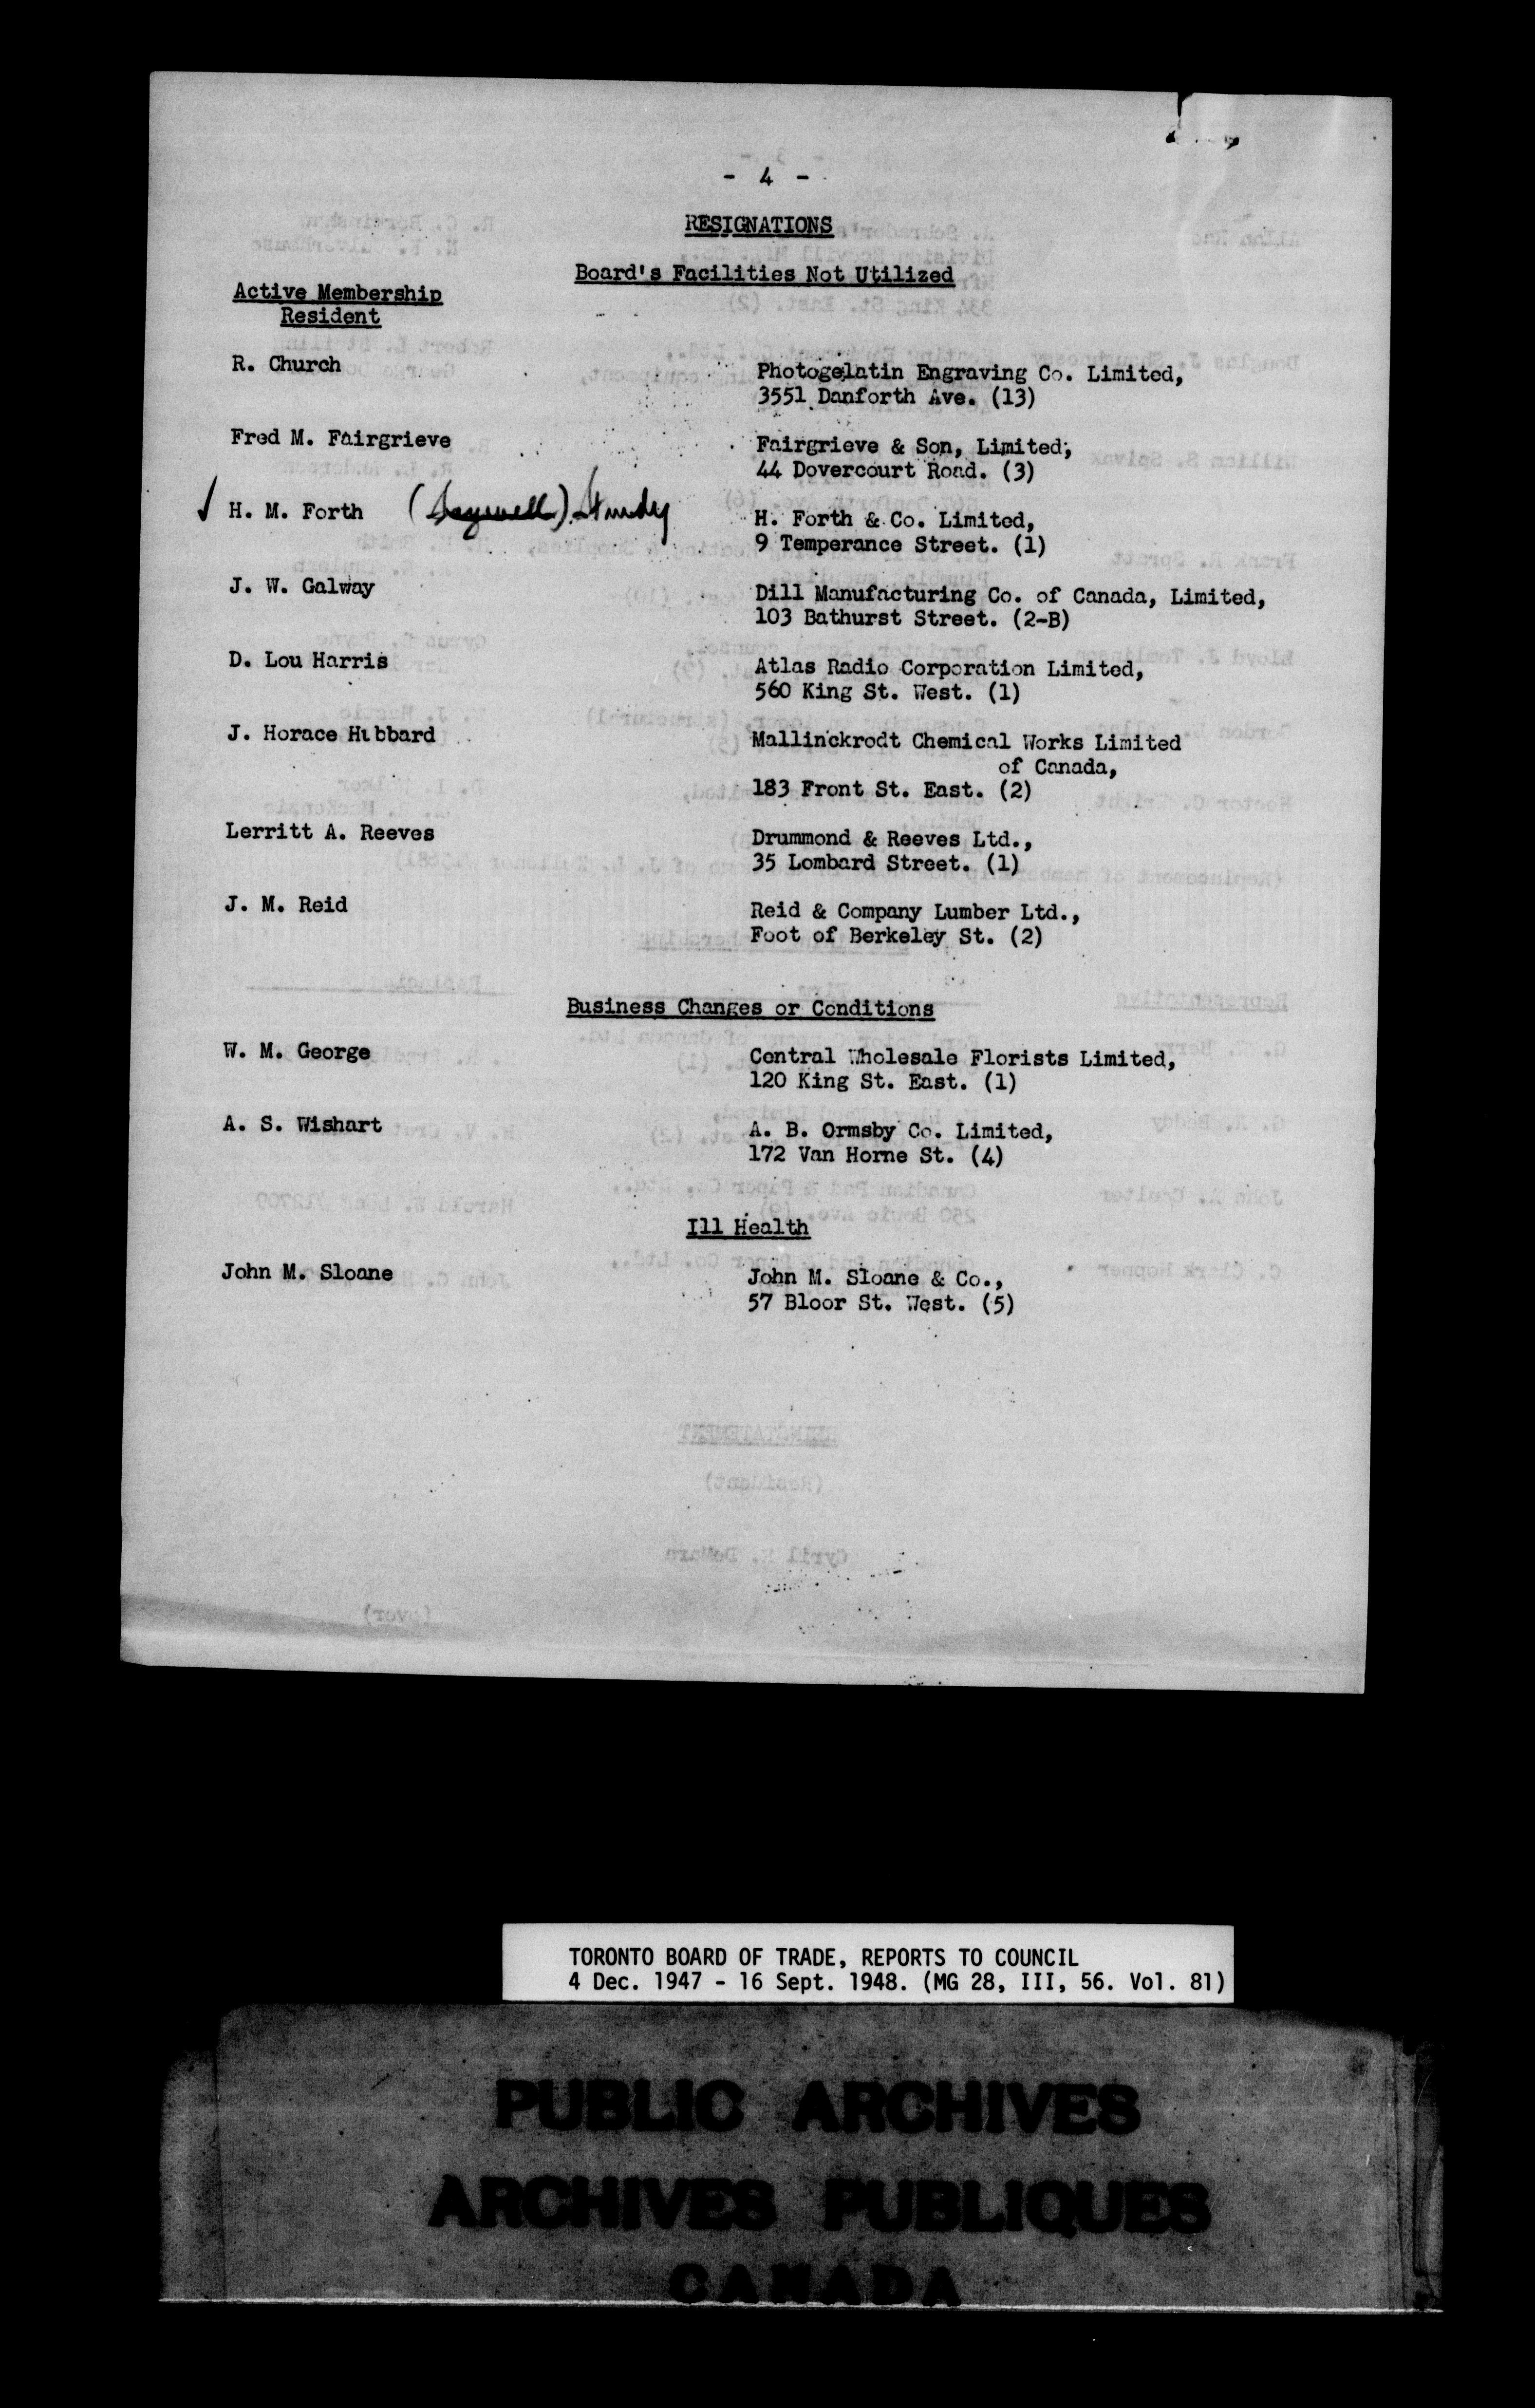 - 4 -
RESIGNATIONS
Board's Facilities Not Utilized
Active Membership
Resident
R. Church
Photogelatin Engraving Co. Limited,
3551 Danforth Ave. (13)
Fred M. Fairgrieve
Fairgrieve & Son, Limited,
44 Dovercourt Road. (3)
H. M. Forth
H. Forth & Co. Limited,
9 Temperance Street. (1)
J. W. Galway
Dill Manufacturing Co. of Canada, Limited,
103 Bathurst Street. (2-B)
D. Lou Harris
Atlas Radio Corporation Limited,
560 King St. West. (1)
J. Horace Hubbard
Mallinckrodt Chemical Works Limited
of Canada,
183 Front St. East. (2)
Lerritt A. Reeves
Drummond & Reeves Ltd.,
35 Lombard Street. (1)
J. M. Reid
Reid & Company Lumber Ltd.,
Foot of Berkeley St. (2)
Business Changes or Conditions
W. M. George
Central Wholesale Florists Limited,
120 King St. East. (1)
A. S. Wishart
A. B. Ormsby Co. Limited,
172 Van Horne St. (4)
Ill Health
John M. Sloane
John M. Sloane & Co.,
57 Bloor St. West. (5)
TORONTO BOARD OF TRADE, REPORTS TO COUNCIL
4 Dec. 1947 - 16 Sept. 1948. (MG 28, III, 56. Vol. 81)
PUBLIC ARCHIVES
ARCHIVES PUBLIQUES
CANADA